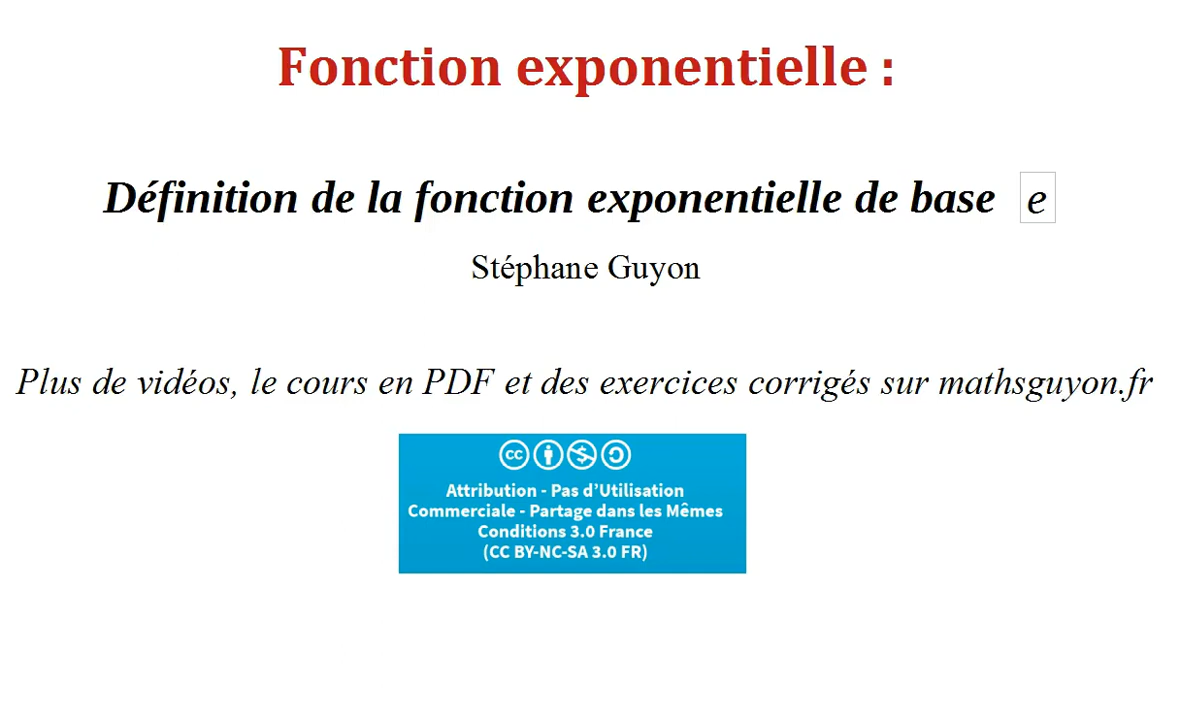 Fonction exponentielle :
Définition de la fonction exponentielle de base e
Stéphane Guyon
Plus de vidéos, le cours en PDF et des exercices corrigés sur mathsguyon.fr
cc
Attribution - Pas d'Utilisation
Commerciale - Partage dans les Mêmes
Conditions 3.0 France
(CC BY-NC-SA 3.0 FR)